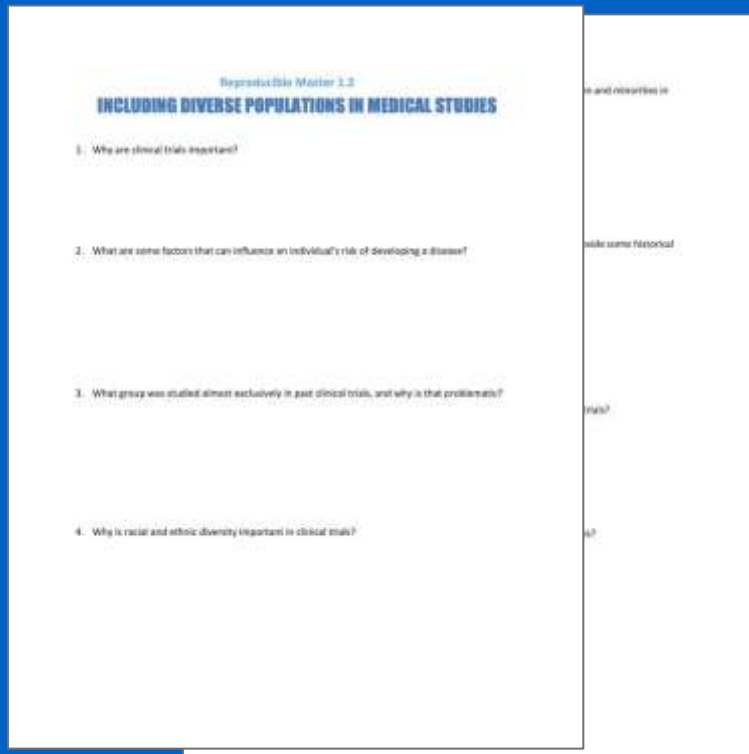 Reproducible Master 1.2
INCLUDING DIVERSE POPULATIONS IN MEDICAL STUDIES
1. Why are clinical trials important?
2. What are some factors that can influence an individual's risk of developing a disease?
3. What group was studied almost exclusively in past clinical trials, and why is that problematic?
4. Why is racial and ethnic diversity important in clinical trials?
and minorities in
some historical
trials?